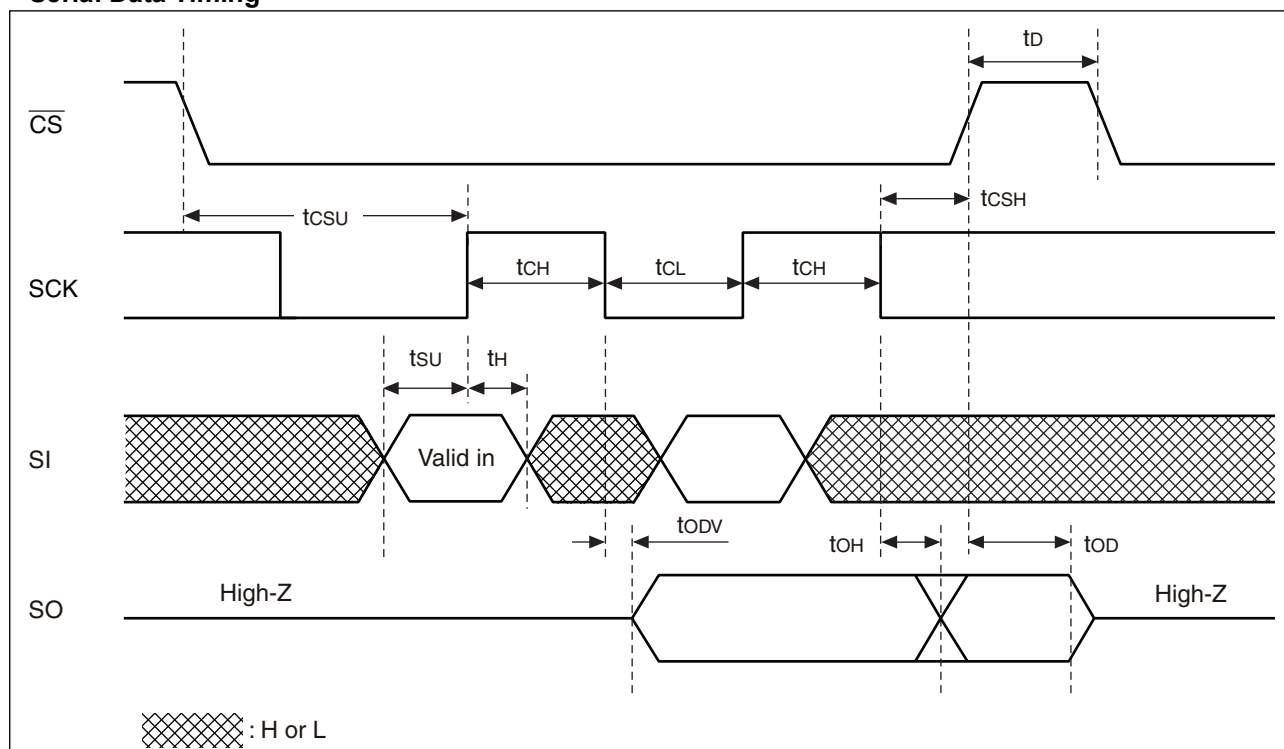 Serial Data Timing
tD
CS
tCSU
tCSH
SCK
tCH
tCL
tCH
tSU
tH
SI
Valid in
tODV
tOH
tOD
SO
High-Z
High-Z
: H or L